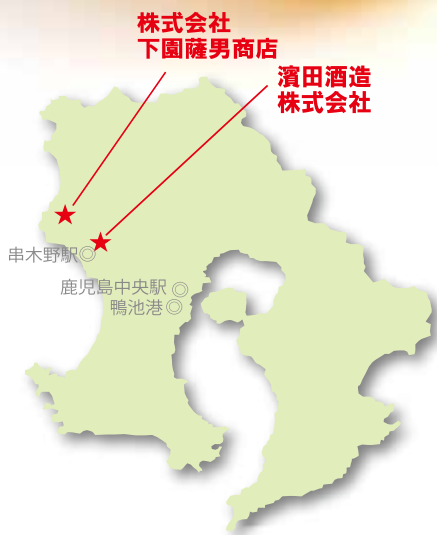 株式会社
下園薩男商店
濵田酒造
株式会社
串木野駅
鹿児島中央駅
鴨池港